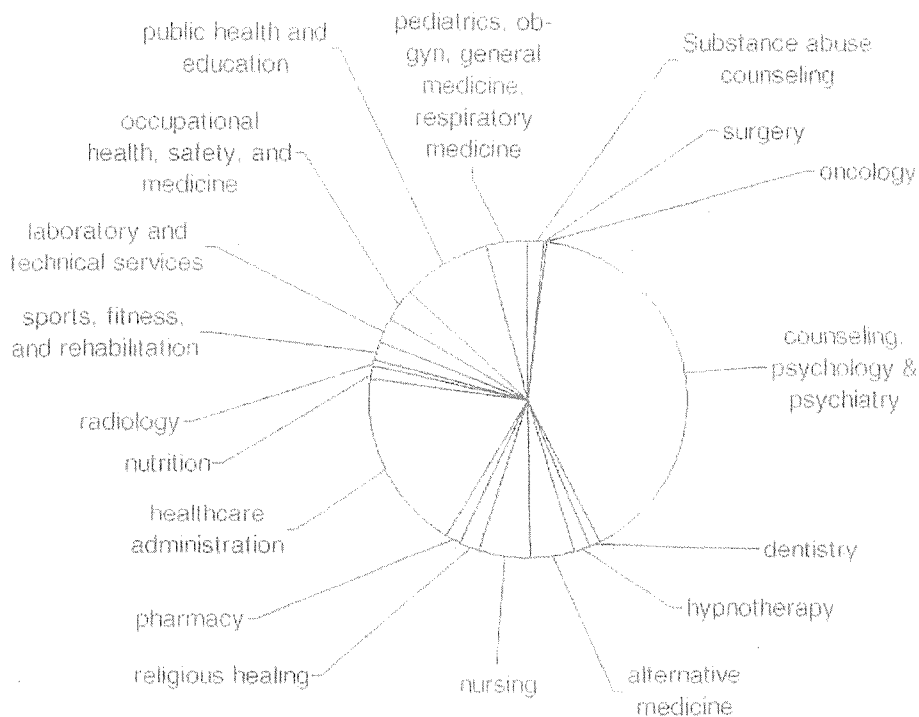 public health and
education
pediatrics, ob-
gyn, general
medicine,
respiratory
medicine
Substance abuse
counseling
surgery
oncology
occupational
health, safety, and
medicine
laboratory and
technical services
sports, fitness,
and rehabilitation
counseling,
psychology &
psychiatry
radiology
nutrition
healthcare
administration
dentistry
hypnotherapy
pharmacy
religious healing
nursing
alternative
medicine